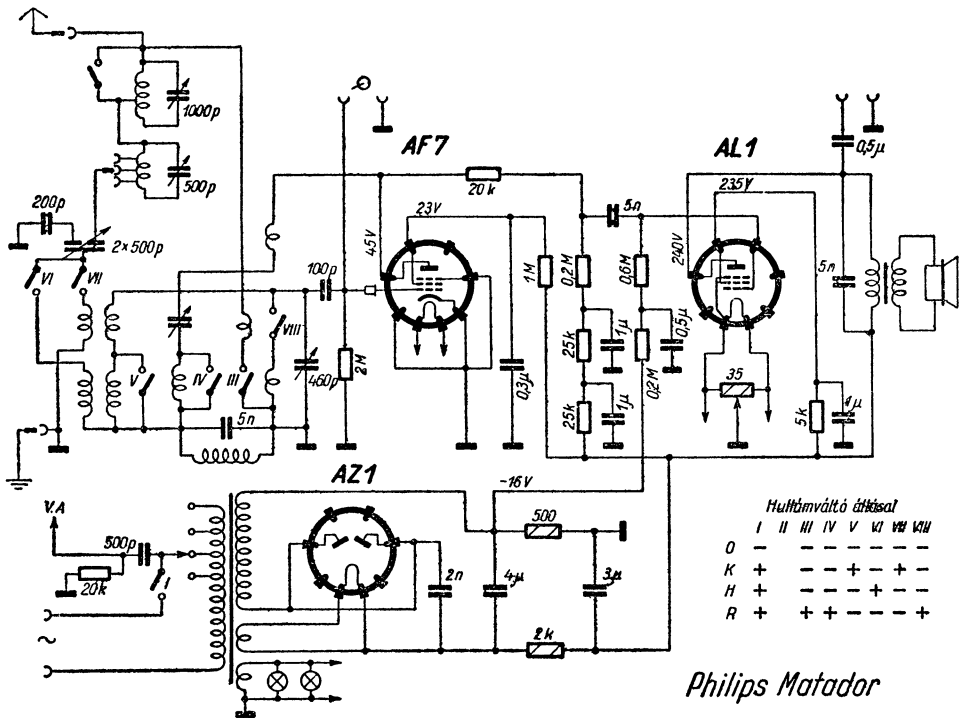 1000p
500p
200p
2×500p
VI
VII
V
IV
III
VIII
5n
100p
460p
2M
AF7
45V
23V
20k
0,3µ
1M
0,2M
25k
25k
1µ
1µ
5n
0,6M
0,5µ
0,2M
AL1
240V
235V
35
5k
1µ
5n
0,5µ
V.A
500p
20k
I
~
AZ1
2n
-16V
500
4µ
3µ
2k
Hullámváltó állásai
I II III IV V VI VII VIII
O – – – – – – –
K + – – + – + –
H + – – – + – –
R + + + – – – +
Philips Matador